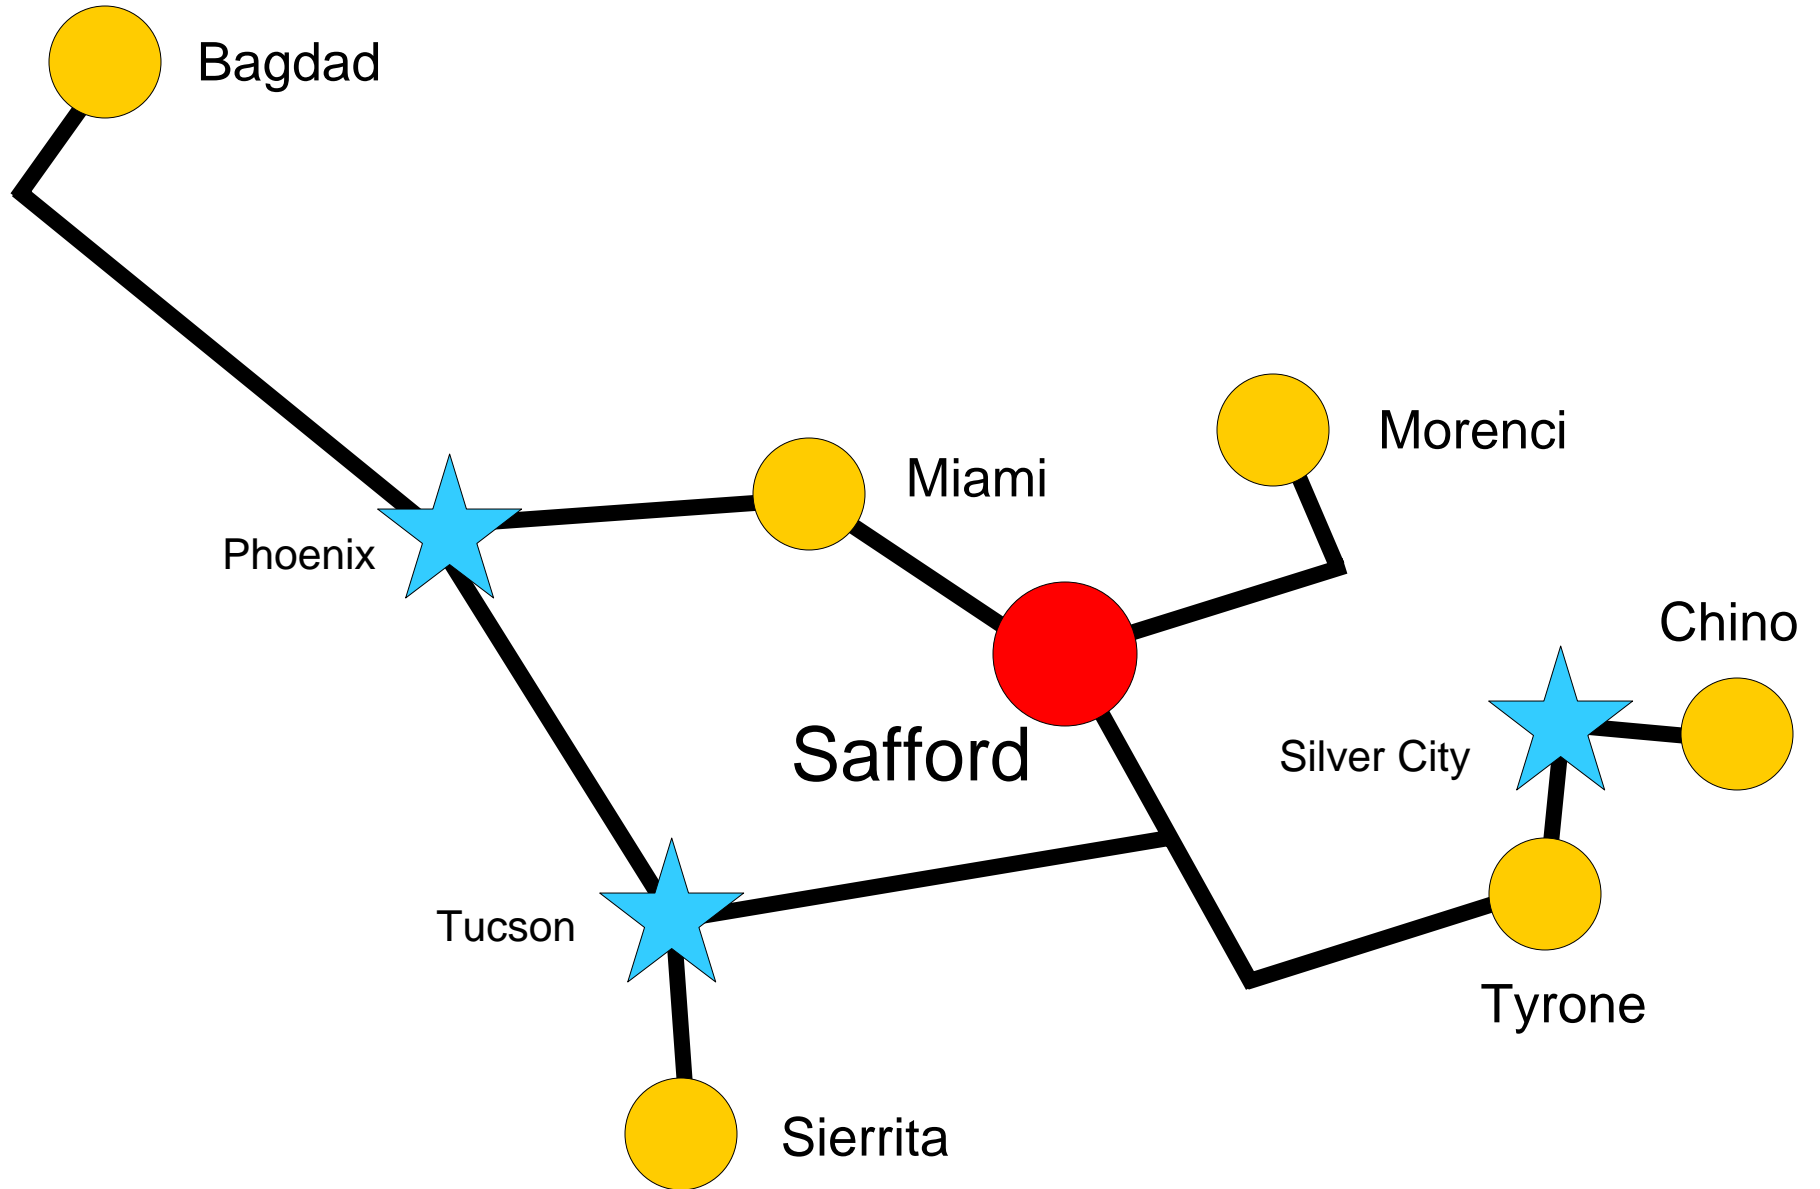 Bagdad
Morenci
Miami
Phoenix
Chino
Safford
Silver City
Tucson
Tyrone
Sierrita